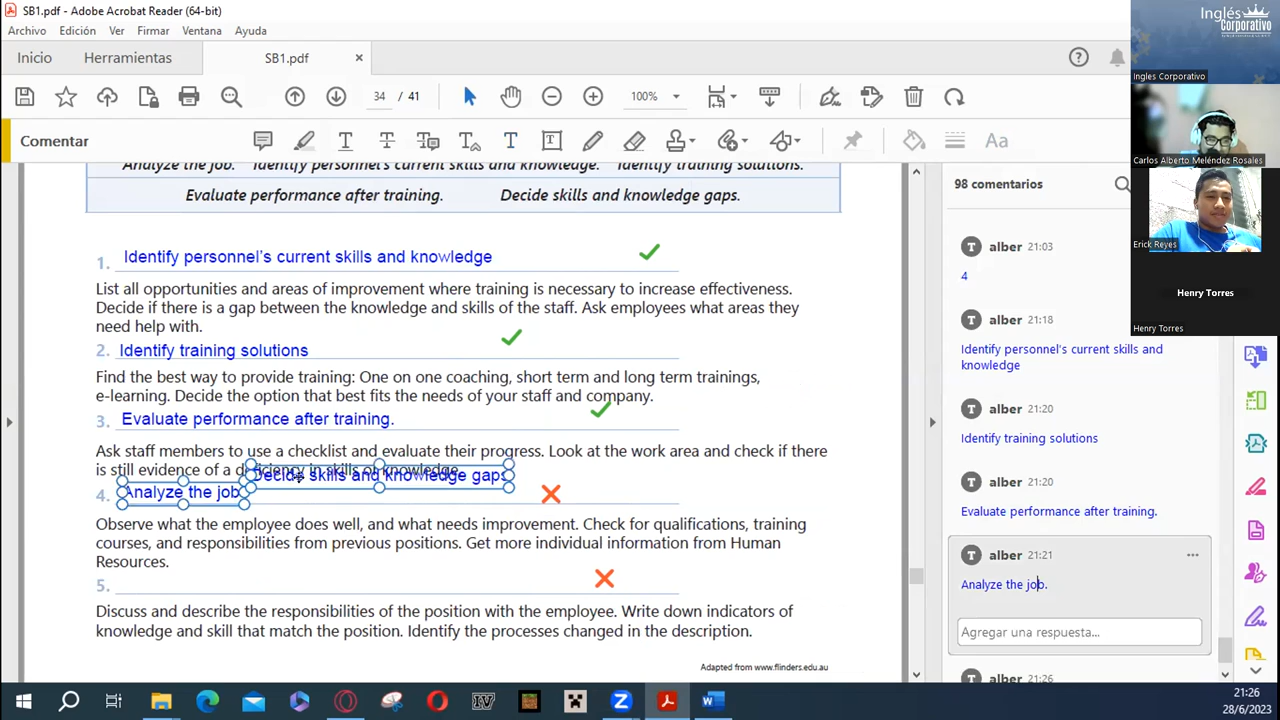 SB1.pdf - Adobe Acrobat Reader (64-bit)
Archivo Edición Ver Firmar Ventana Ayuda
Inicio Herramientas SB1.pdf ×
34 / 41 100%
Comentar Aa
Analyze the job. Identify personnel's current skills and knowledge. Identify training solutions.
Evaluate performance after training. Decide skills and knowledge gaps.
1. Identify personnel's current skills and knowledge
List all opportunities and areas of improvement where training is necessary to increase effectiveness.
Decide if there is a gap between the knowledge and skills of the staff. Ask employees what areas they
need help with.
2. Identify training solutions
Find the best way to provide training: One on one coaching, short term and long term trainings,
e-learning. Decide the option that best fits the needs of your staff and company.
3. Evaluate performance after training.
Ask staff members to use a checklist and evaluate their progress. Look at the work area and check if there
is still evidence of a deficiency in skills or knowledge.
Decide skills and knowledge gaps
4. Analyze the job
Observe what the employee does well, and what needs improvement. Check for qualifications, training
courses, and responsibilities from previous positions. Get more individual information from Human
Resources.
5.
Discuss and describe the responsibilities of the position with the employee. Write down indicators of
knowledge and skill that match the position. Identify the processes changed in the description.
Adapted from www.flinders.edu.au
98 comentarios
T alber 21:03
4
T alber 21:18
Identify personnel's current skills and
knowledge
T alber 21:20
Identify training solutions
T alber 21:20
Evaluate performance after training.
T alber 21:21
Analyze the job.
Agregar una respuesta...
T alber 21:26
Inglés
Corporativo
Ingles Corporativo
Carlos Alberto Meléndez Rosales
Erick Reyes
Henry Torres
Henry Torres
21:26
28/6/2023